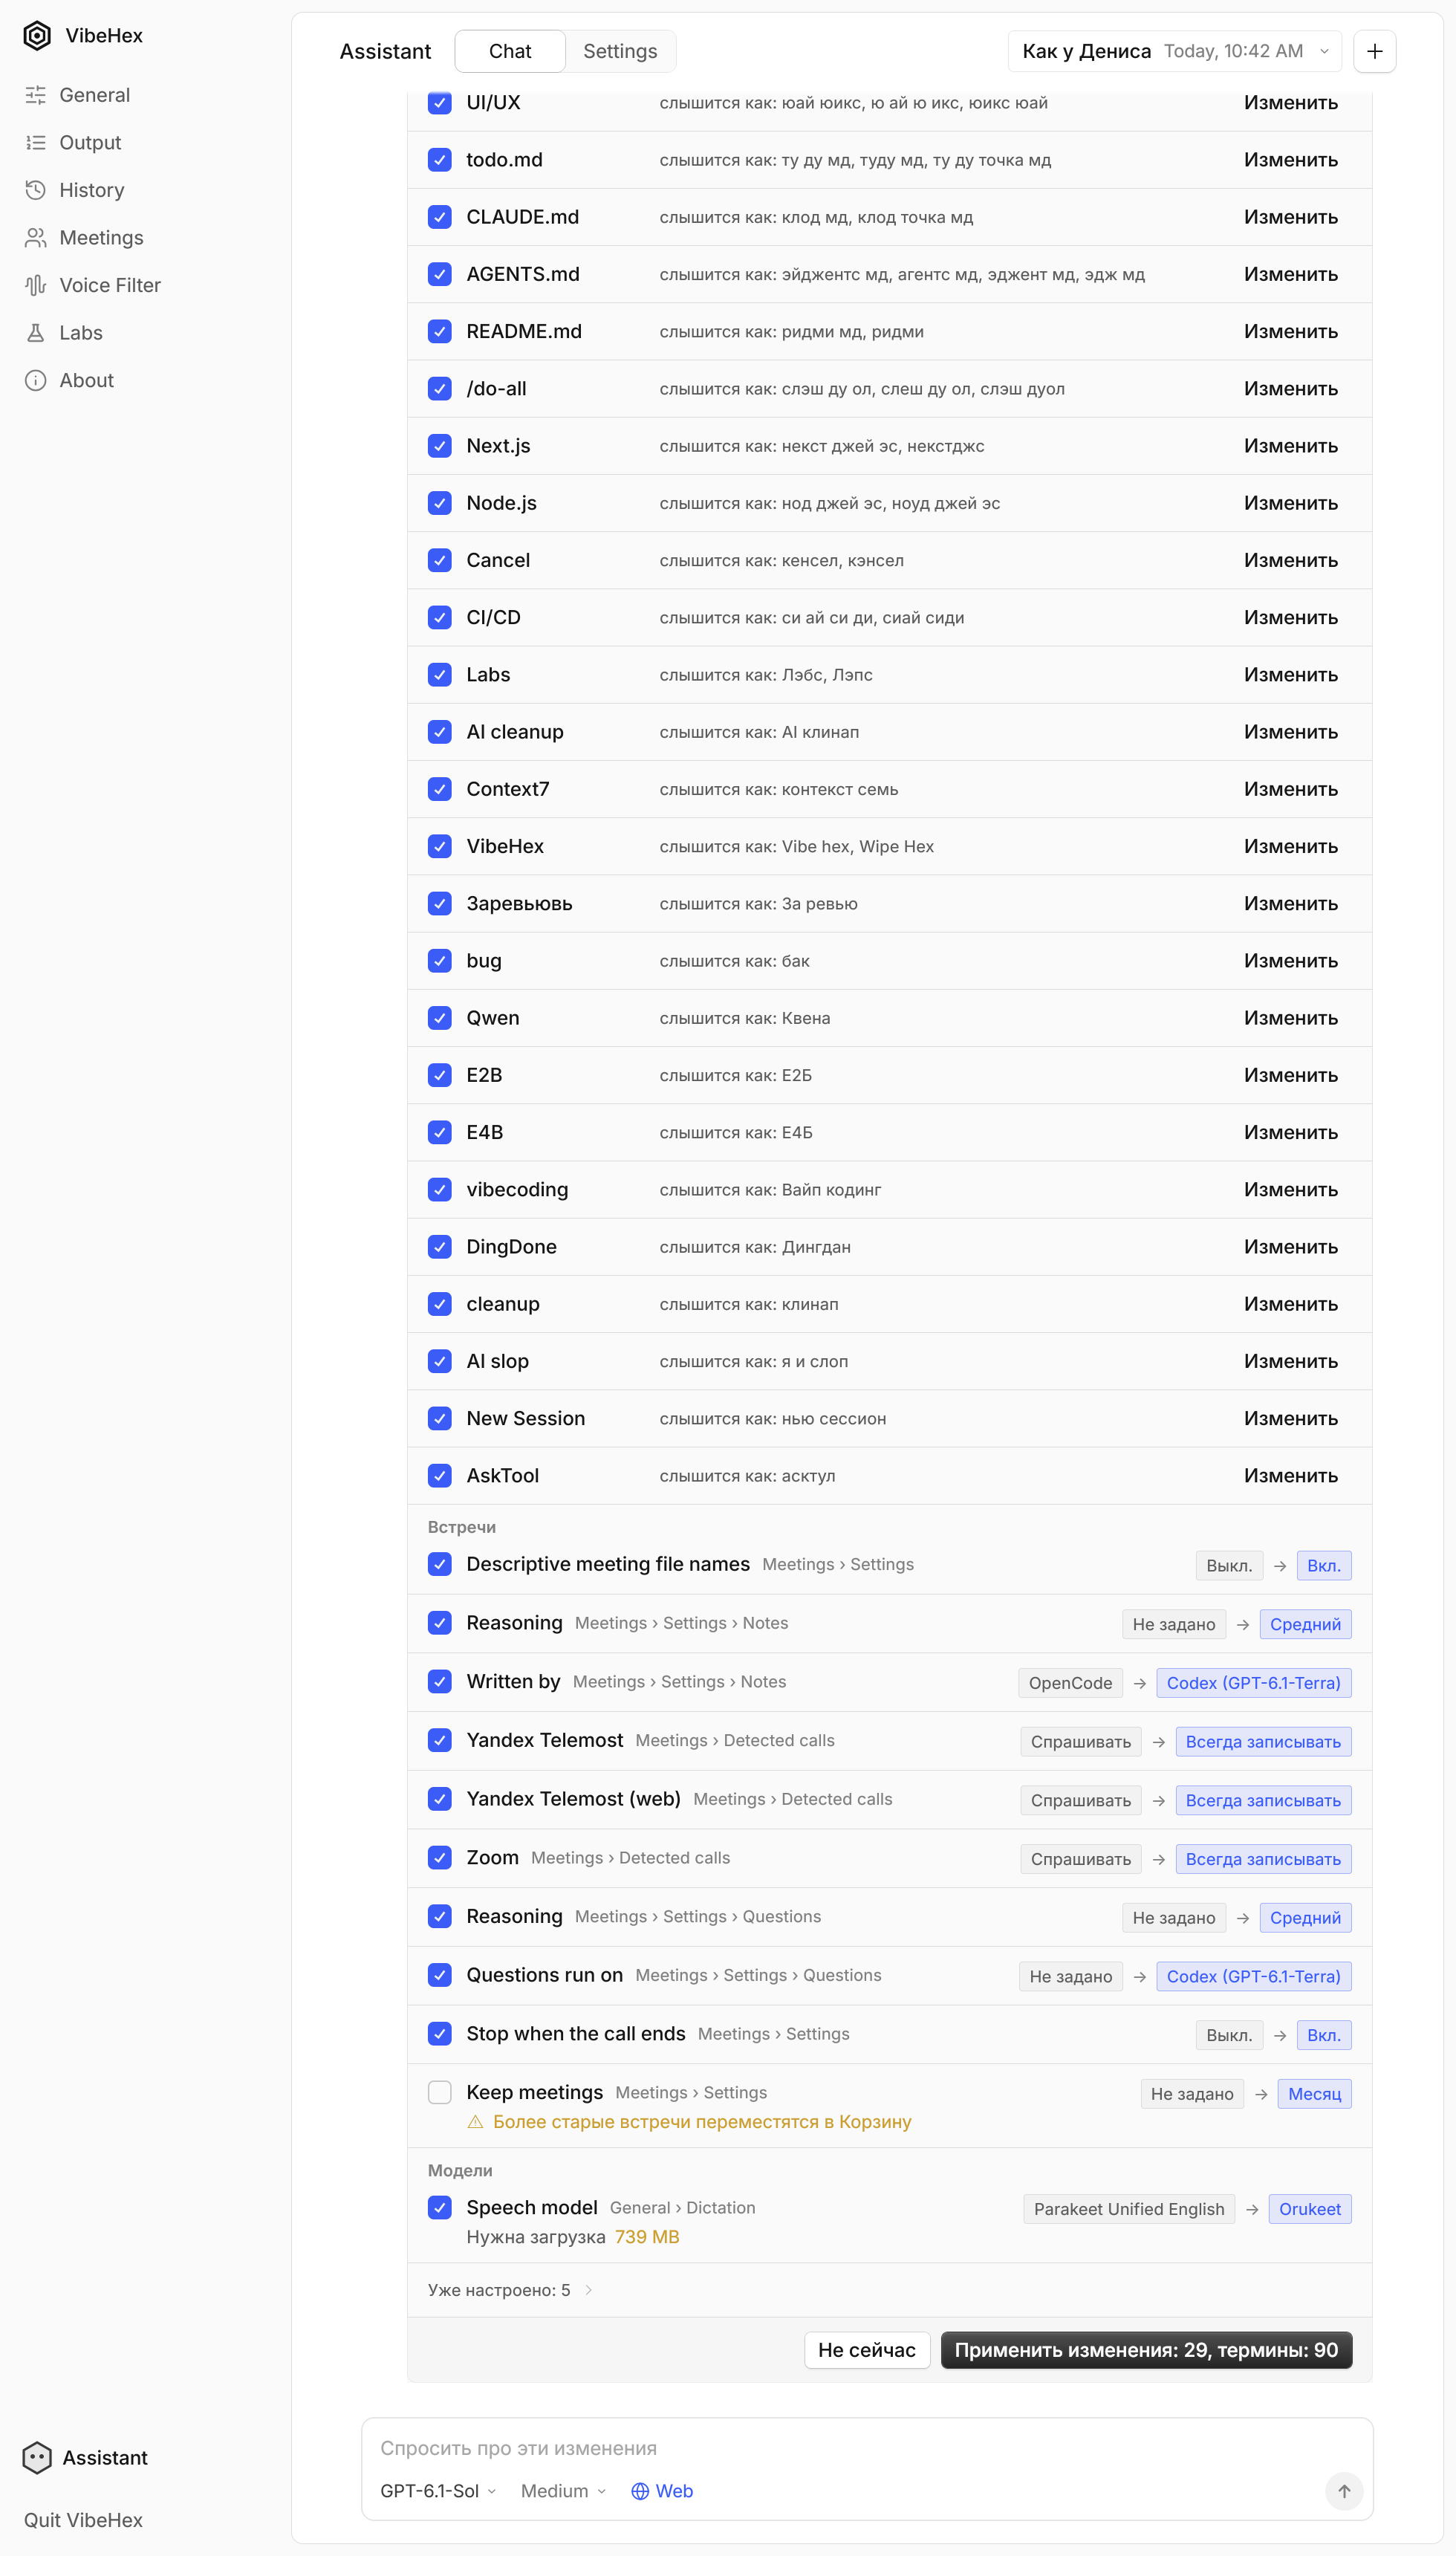 VibeHex
General
Output
History
Meetings
Voice Filter
Labs
About
Assistant
Quit VibeHex
Assistant Chat Settings Как у Дениса Today, 10:42 AM
UI/UX слышится как: юай юикс, ю ай ю икс, юикс юай Изменить
todo.md слышится как: ту ду мд, туду мд, ту ду точка мд Изменить
CLAUDE.md слышится как: клод мд, клод точка мд Изменить
AGENTS.md слышится как: эйджентс мд, агентс мд, эджент мд, эдж мд Изменить
README.md слышится как: ридми мд, ридми Изменить
/do-all слышится как: слэш ду ол, слеш ду ол, слэш дуол Изменить
Next.js слышится как: некст джей эс, некстджс Изменить
Node.js слышится как: нод джей эс, ноуд джей эс Изменить
Cancel слышится как: кенсел, кэнсел Изменить
CI/CD слышится как: си ай си ди, сиай сиди Изменить
Labs слышится как: Лэбс, Лэпс Изменить
AI cleanup слышится как: AI клинап Изменить
Context7 слышится как: контекст семь Изменить
VibeHex слышится как: Vibe hex, Wipe Hex Изменить
Заревьювь слышится как: За ревью Изменить
bug слышится как: бак Изменить
Qwen слышится как: Квена Изменить
E2B слышится как: Е2Б Изменить
E4B слышится как: Е4Б Изменить
vibecoding слышится как: Вайп кодинг Изменить
DingDone слышится как: Дингдан Изменить
cleanup слышится как: клинап Изменить
AI slop слышится как: я и слоп Изменить
New Session слышится как: нью сессион Изменить
AskTool слышится как: асктул Изменить
Встречи
Descriptive meeting file names Meetings › Settings Выкл. → Вкл.
Reasoning Meetings › Settings › Notes Не задано → Средний
Written by Meetings › Settings › Notes OpenCode → Codex (GPT-6.1-Terra)
Yandex Telemost Meetings › Detected calls Спрашивать → Всегда записывать
Yandex Telemost (web) Meetings › Detected calls Спрашивать → Всегда записывать
Zoom Meetings › Detected calls Спрашивать → Всегда записывать
Reasoning Meetings › Settings › Questions Не задано → Средний
Questions run on Meetings › Settings › Questions Не задано → Codex (GPT-6.1-Terra)
Stop when the call ends Meetings › Settings Выкл. → Вкл.
Keep meetings Meetings › Settings Не задано → Месяц
Более старые встречи переместятся в Корзину
Модели
Speech model General › Dictation Parakeet Unified English → Orukeet
Нужна загрузка 739 MB
Уже настроено: 5
Не сейчас Применить изменения: 29, термины: 90
Спросить про эти изменения
GPT-6.1-Sol Medium Web